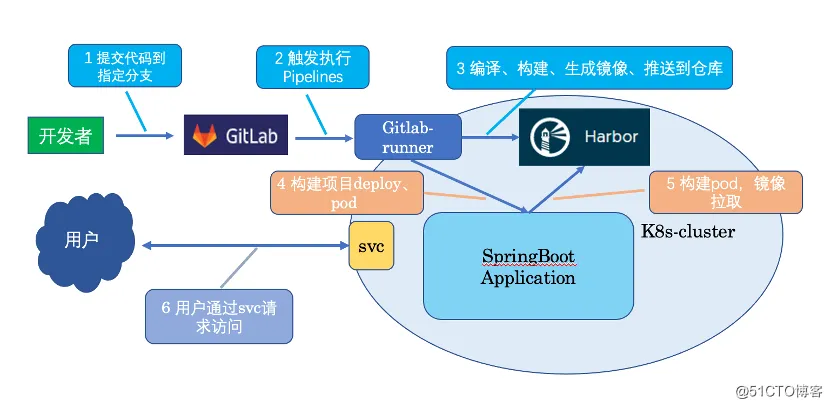 1 提交代码到
指定分支
2 触发执行
Pipelines
3 编译、构建、生成镜像、推送到仓库
开发者
GitLab
Gitlab-
runner
Harbor
4 构建项目deploy、
pod
5 构建pod，镜像
拉取
用户
svc
SpringBoot
Application
K8s-cluster
6 用户通过svc请
求访问
@51CTO博客